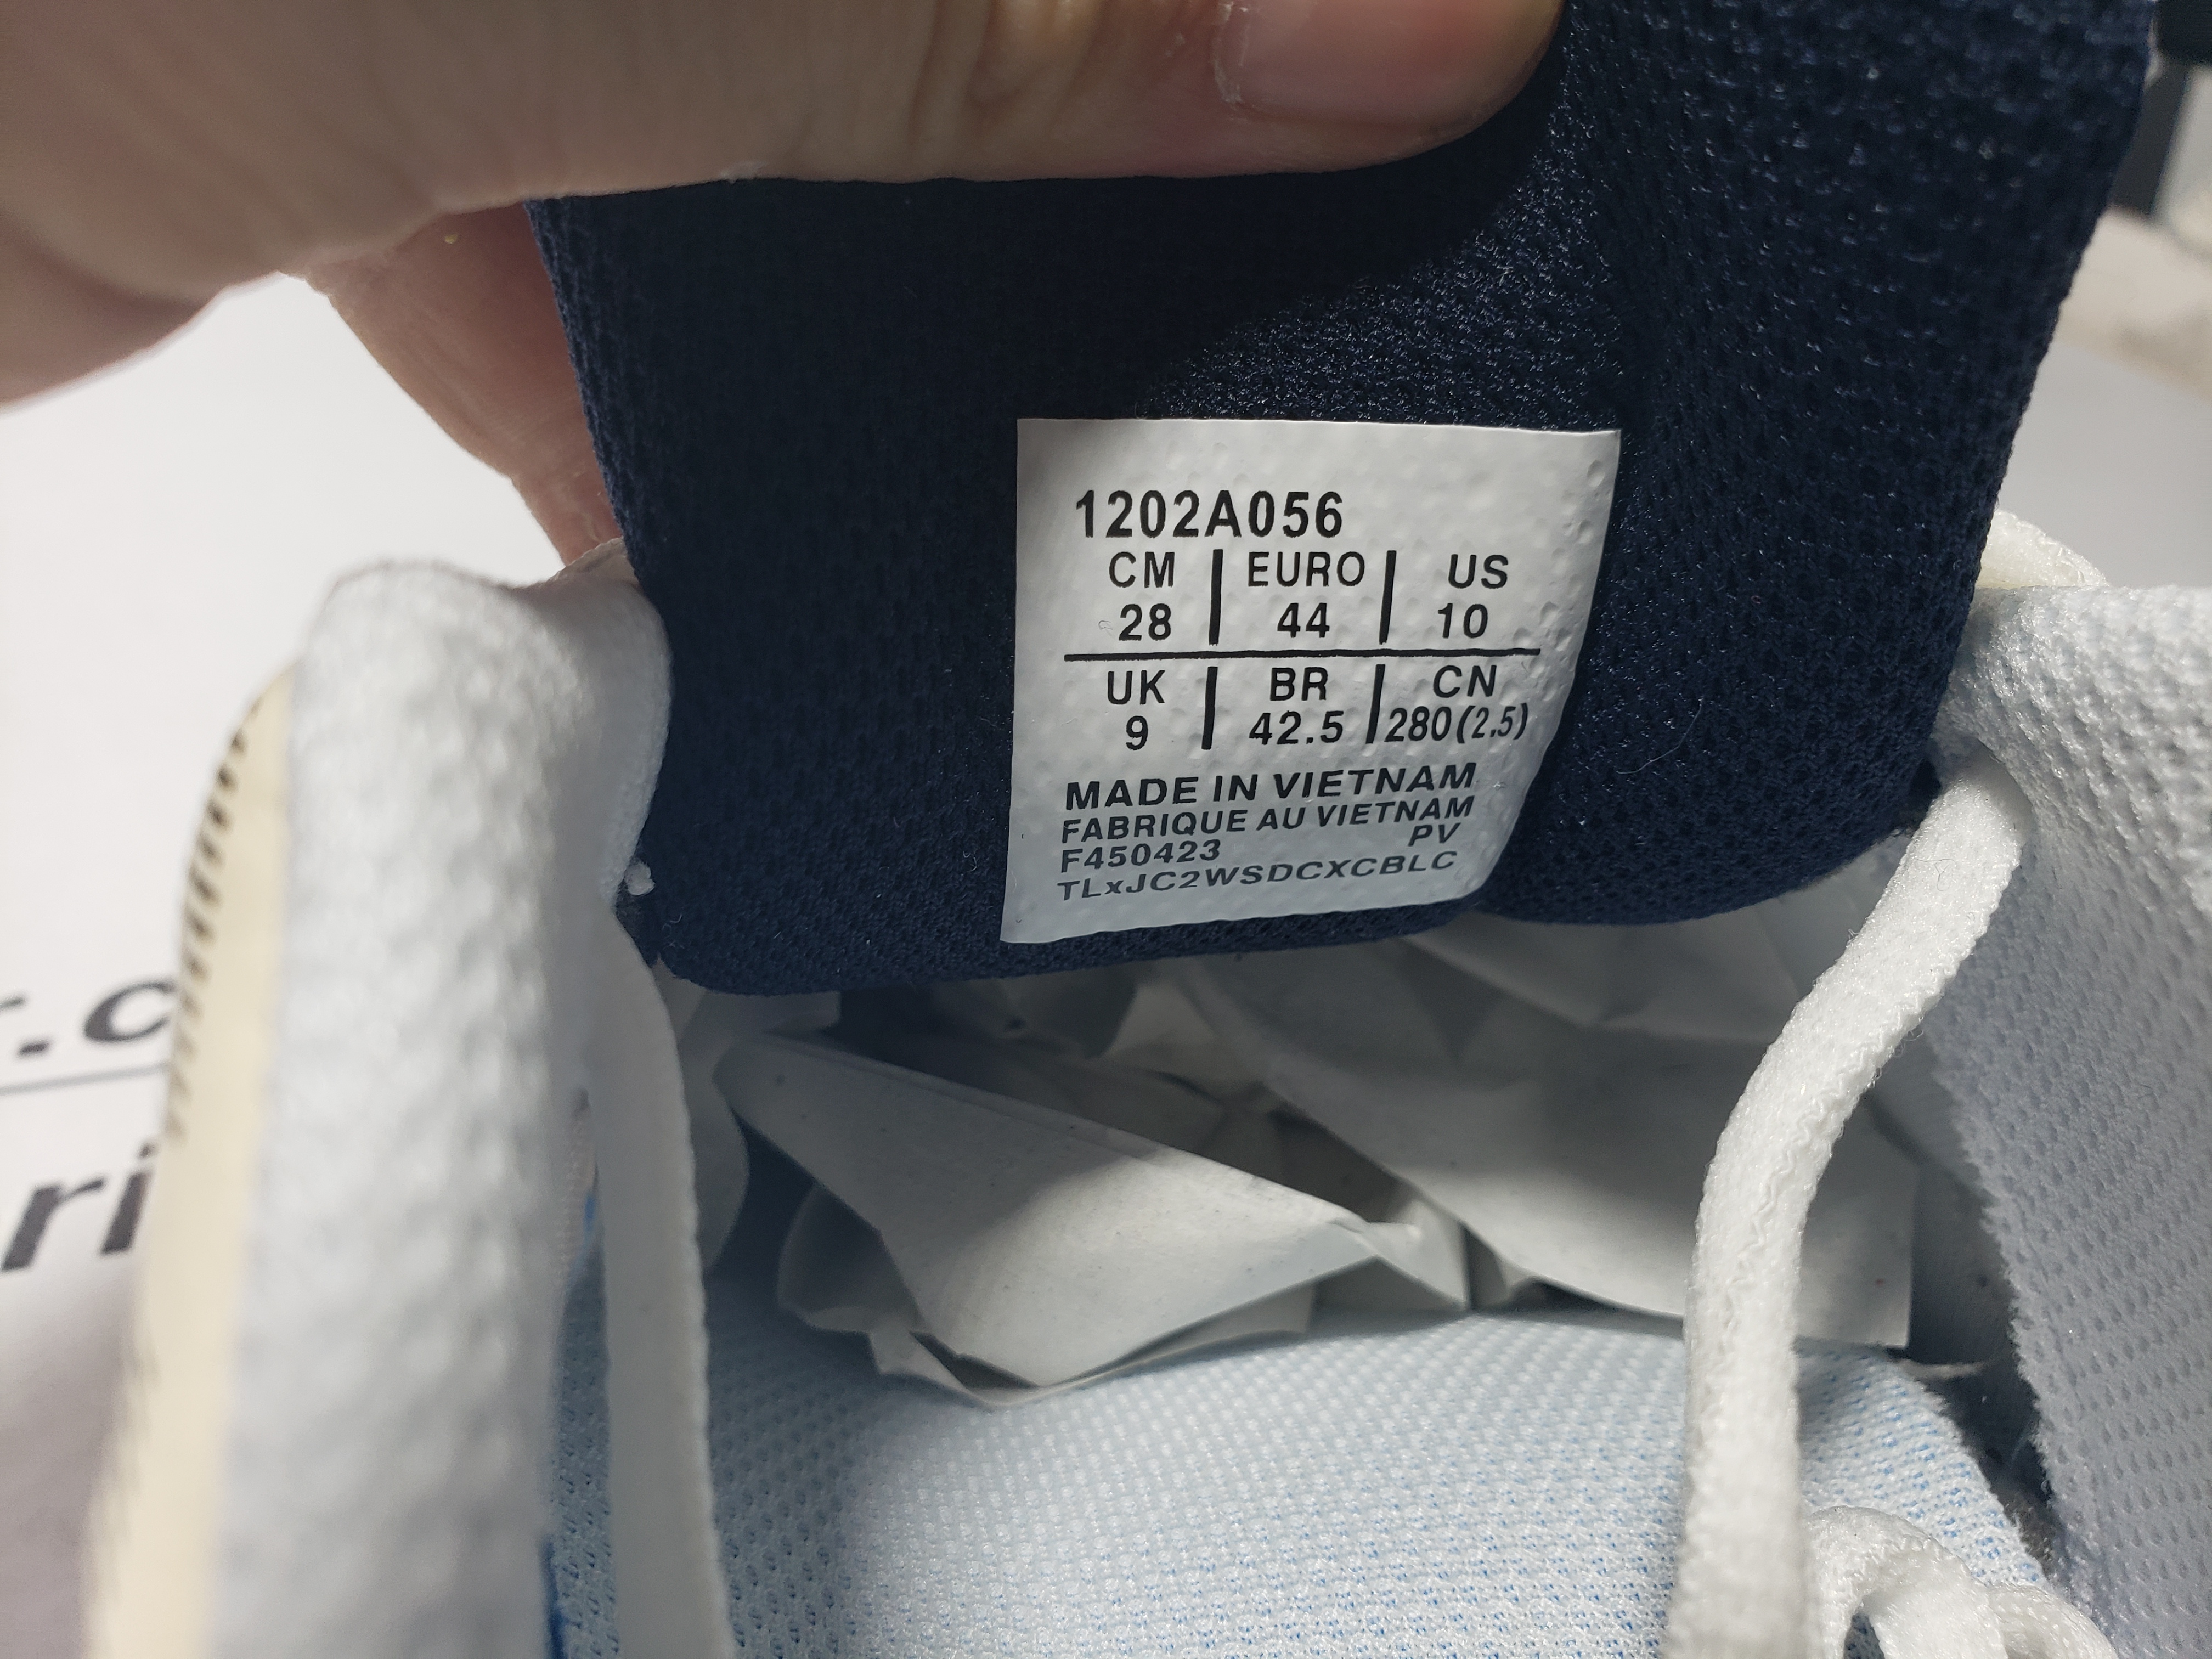 1202A056
CM | EURO | US
28 | 44 | 10
UK | BR | CN
9 | 42.5 | 280(2.5)
MADE IN VIETNAM
FABRIQUE AU VIETNAM
PV
F450423
TLxJC2WSDCXCBLC
r.c
ri